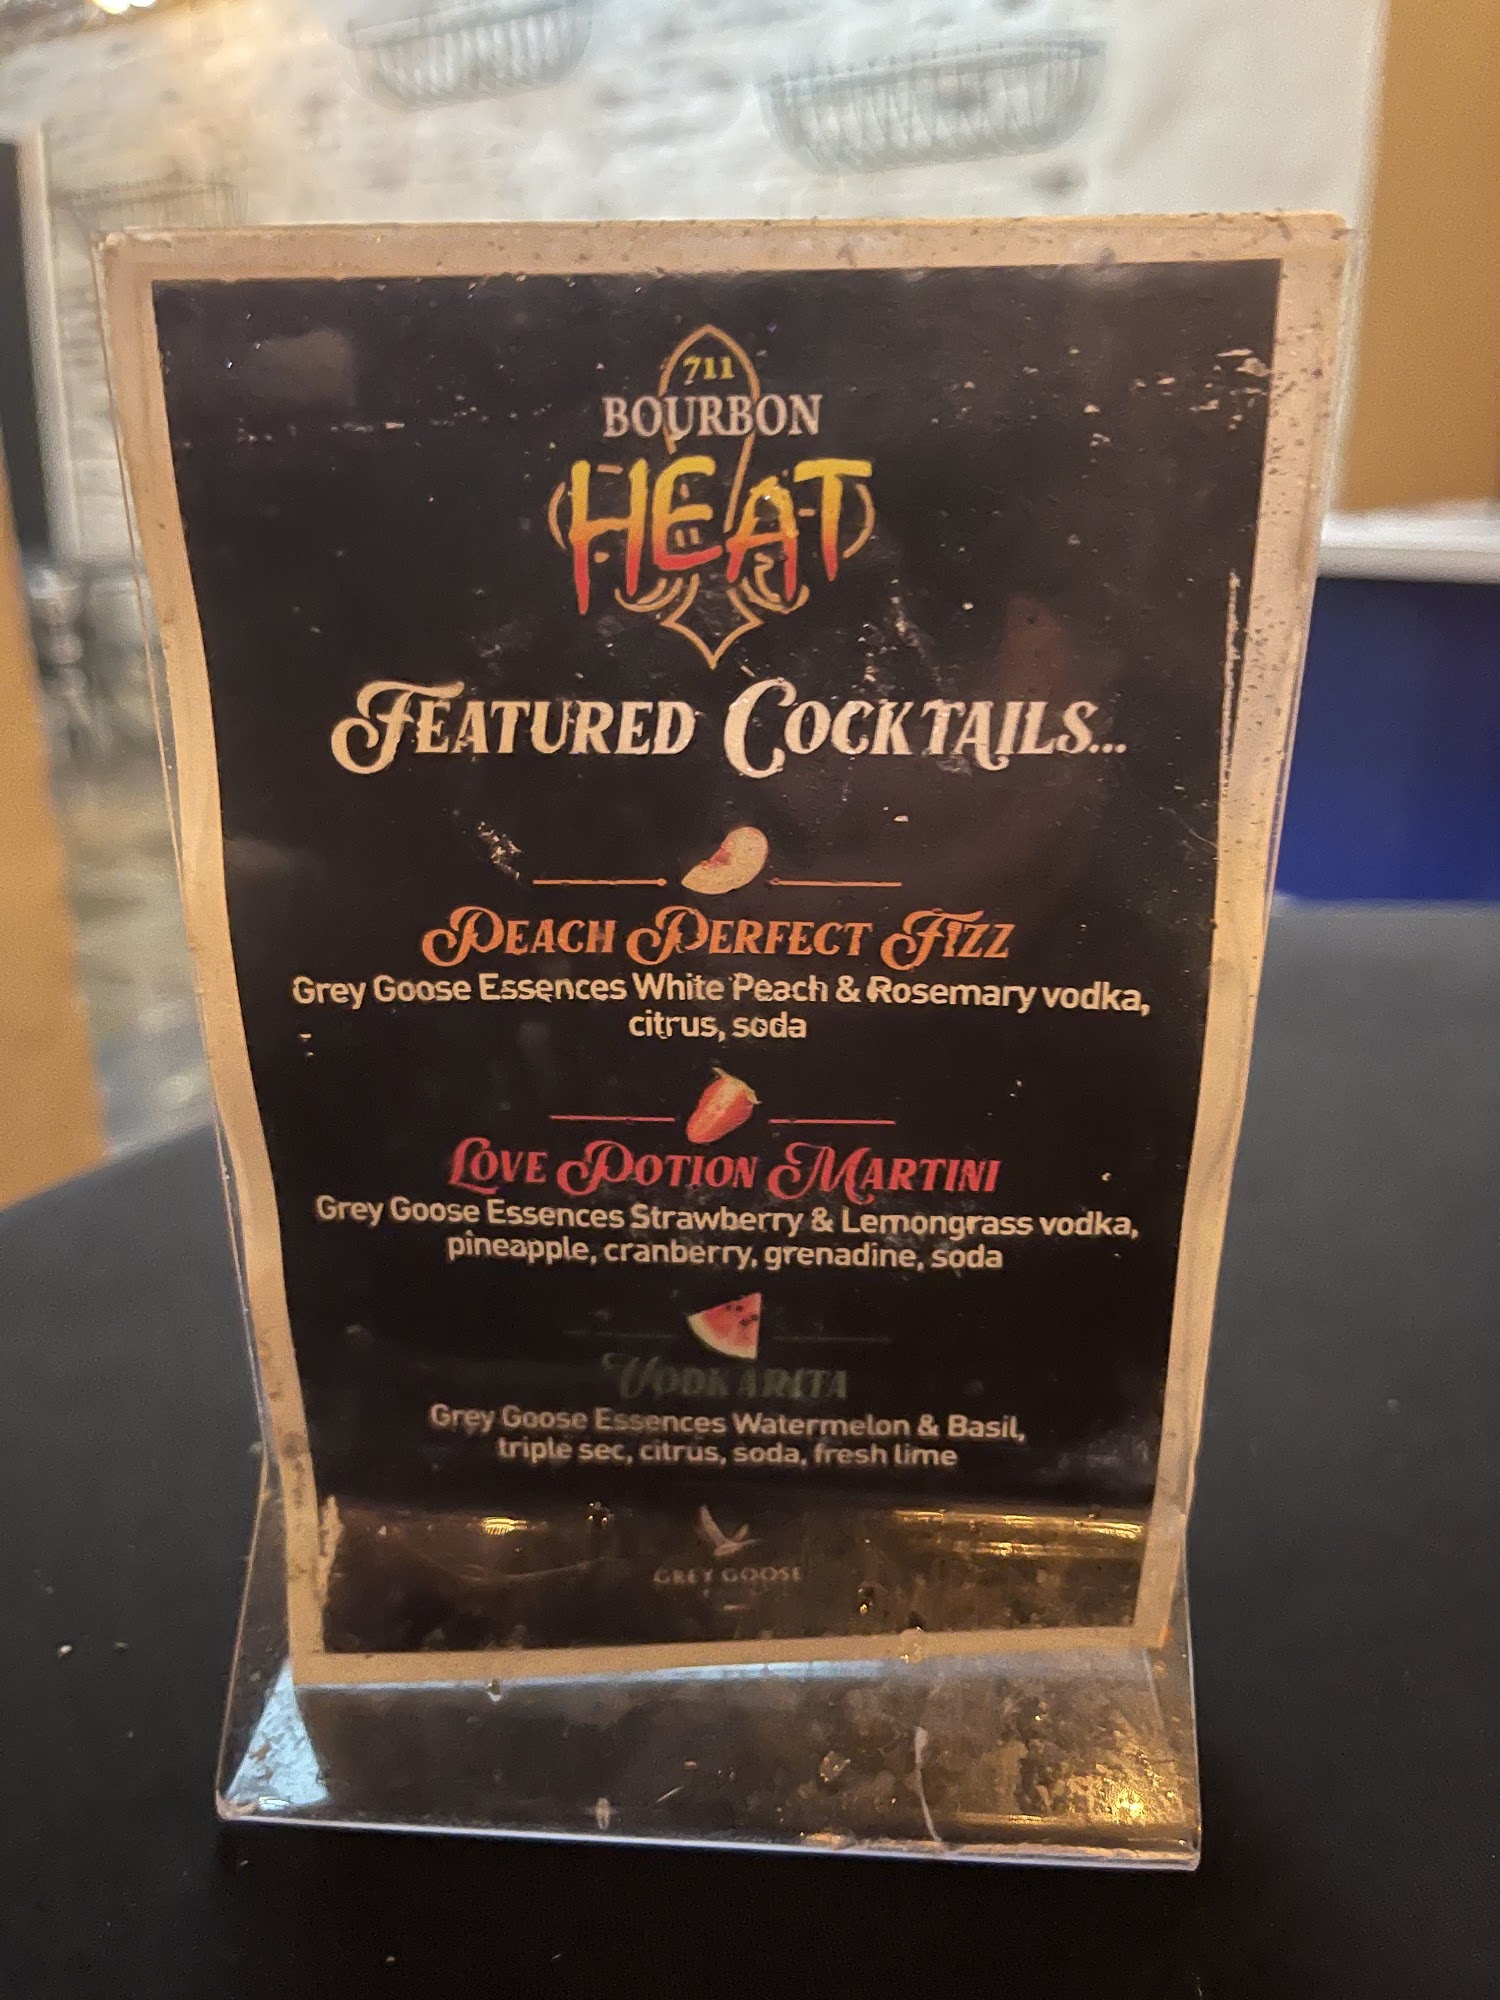 711
BOURBON
HEAT
FEATURED COCKTAILS...
PEACH PERFECT FIZZ
Grey Goose Essences White Peach & Rosemary vodka,
citrus, soda
LOVE POTION MARTINI
Grey Goose Essences Strawberry & Lemongrass vodka,
pineapple, cranberry, grenadine, soda
VODKARITA
Grey Goose Essences Watermelon & Basil,
triple sec, citrus, soda, fresh lime
GREY GOOSE